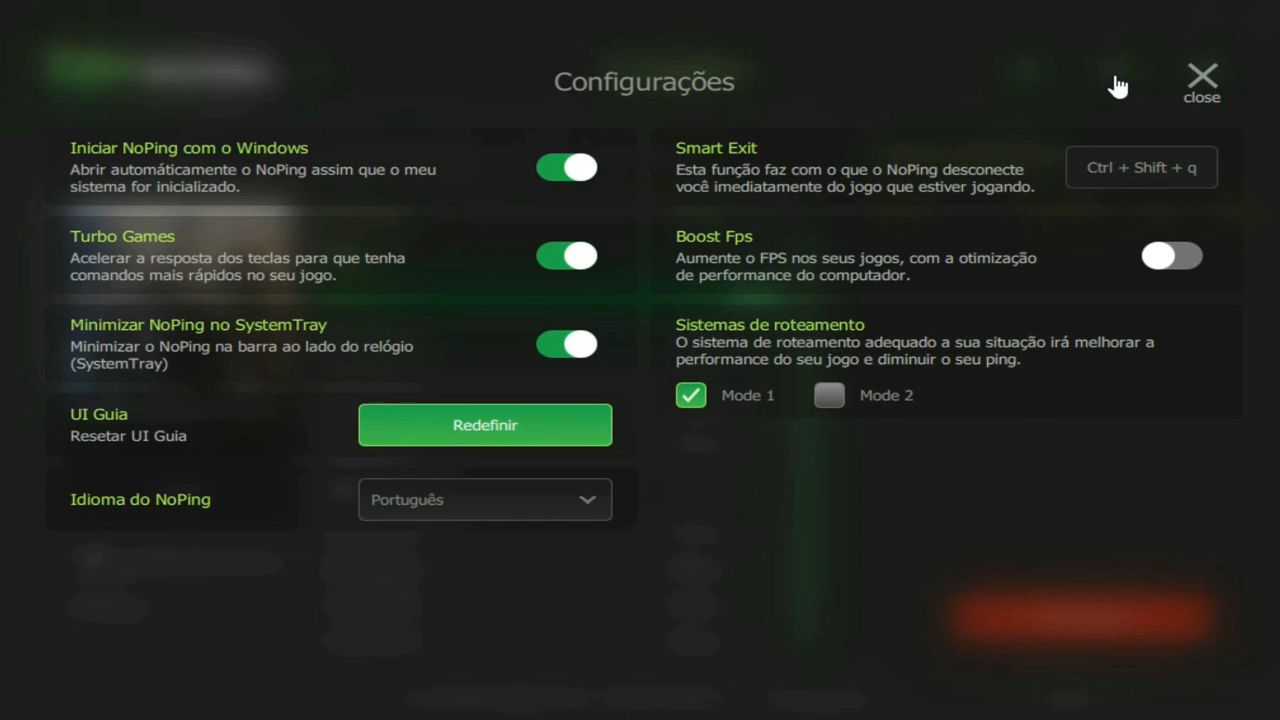 Configurações
close
Iniciar NoPing com o Windows
Abrir automáticamente o NoPing assim que o meu
sistema for inicializado.
Turbo Games
Acelerar a resposta dos teclas para que tenha
comandos mais rápidos no seu jogo.
Minimizar NoPing no SystemTray
Minimizar o NoPing na barra ao lado do relógio
(SystemTray)
UI Guia
Resetar UI Guia
Redefinir
Idioma do NoPing
Português
Smart Exit
Esta função faz com o que o NoPing desconecte
você imediatamente do jogo que estiver jogando.
Ctrl + Shift + q
Boost Fps
Aumente o FPS nos seus jogos, com a otimização
de performance do computador.
Sistemas de roteamento
O sistema de roteamento adequado a sua situação irá melhorar a
performance do seu jogo e diminuir o seu ping.
Mode 1
Mode 2